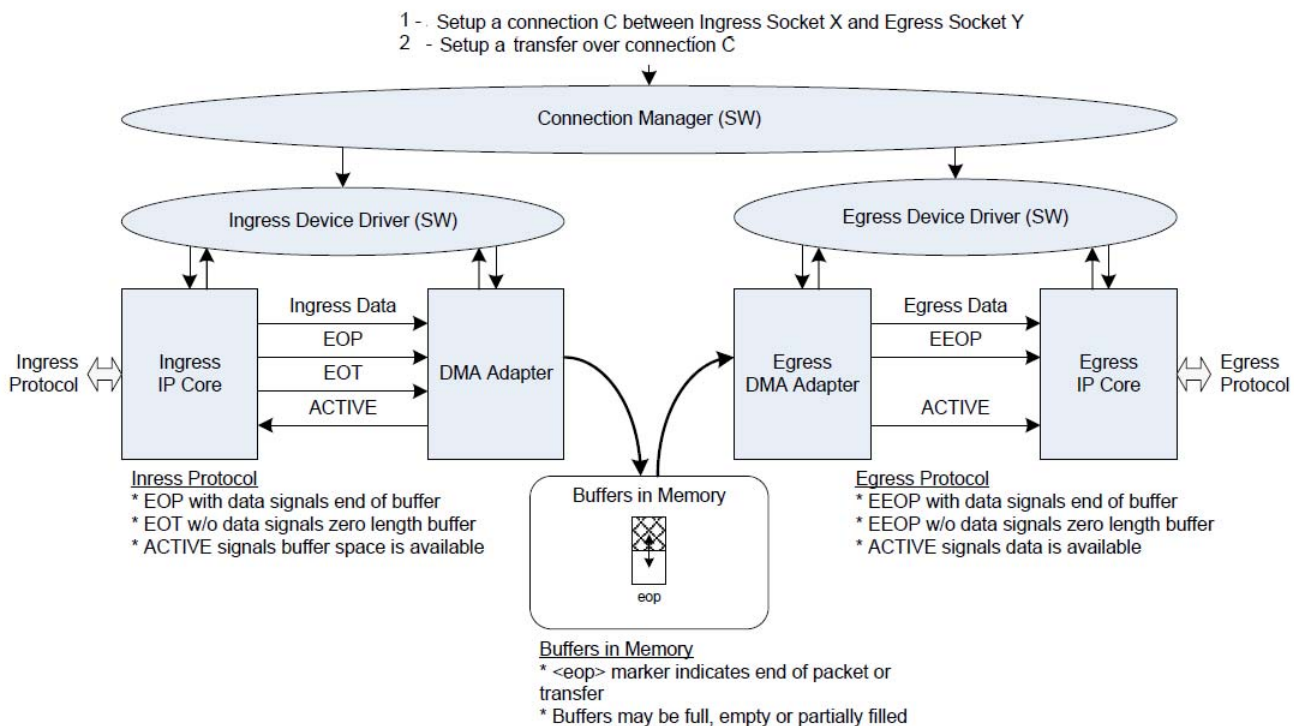 1 - Setup a connection C between Ingress Socket X and Egress Socket Y
2 - Setup a transfer over connection C
Connection Manager (SW)
Ingress Device Driver (SW)
Egress Device Driver (SW)
Ingress
Protocol
Ingress
IP Core
Ingress Data
EOP
EOT
ACTIVE
DMA Adapter
Egress
DMA Adapter
Egress Data
EEOP
ACTIVE
Egress
IP Core
Egress
Protocol
Inress Protocol
* EOP with data signals end of buffer
* EOT w/o data signals zero length buffer
* ACTIVE signals buffer space is available
Buffers in Memory
eop
Egress Protocol
* EEOP with data signals end of buffer
* EEOP w/o data signals zero length buffer
* ACTIVE signals data is available
Buffers in Memory
* <eop> marker indicates end of packet or
transfer
* Buffers may be full, empty or partially filled